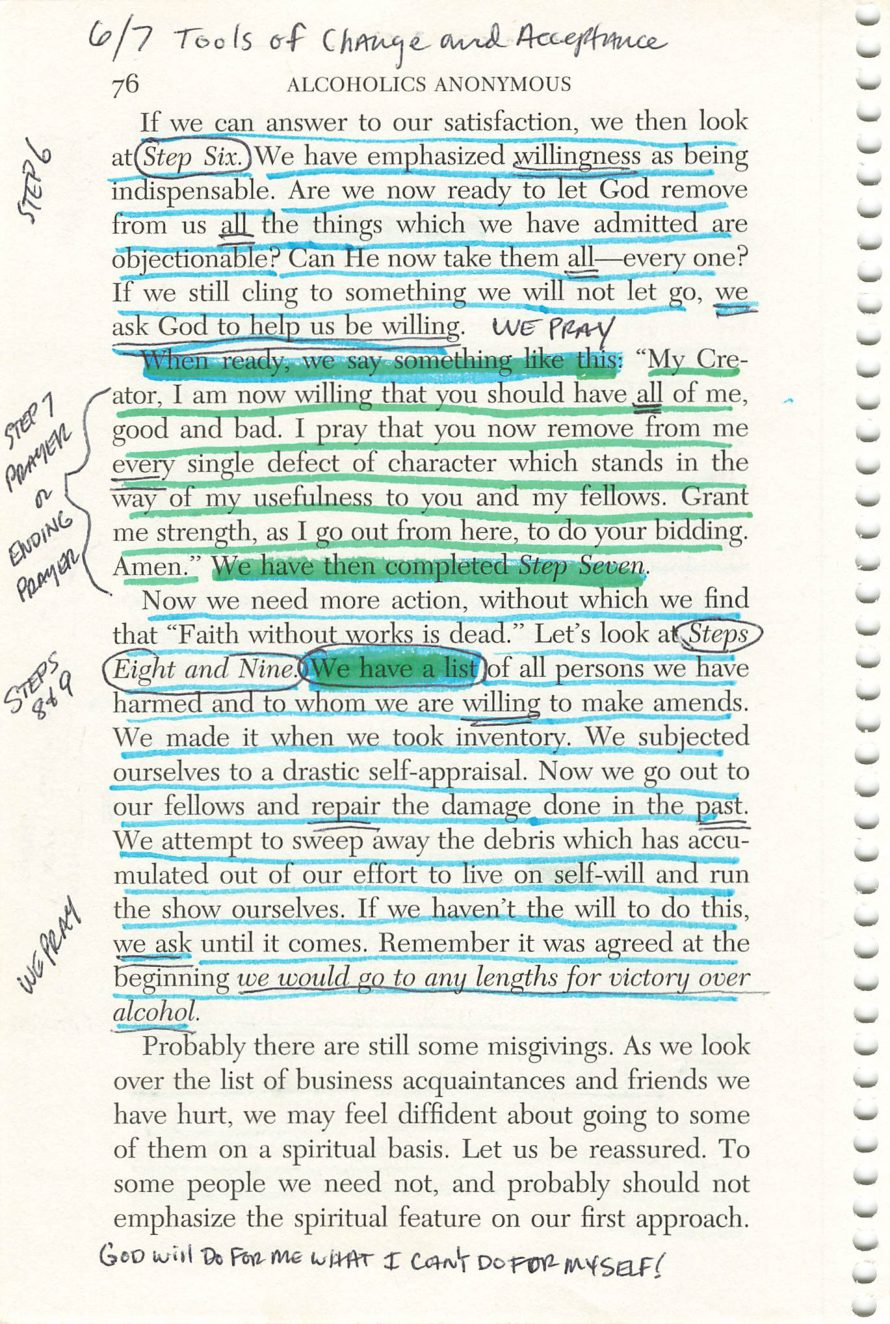 6/7 Tools of Change and Acceptance
76 ALCOHOLICS ANONYMOUS
If we can answer to our satisfaction, we then look
at Step Six. We have emphasized willingness as being
indispensable. Are we now ready to let God remove
from us all the things which we have admitted are
objectionable? Can He now take them all—every one?
If we still cling to something we will not let go, we
ask God to help us be willing. WE PRAY
When ready, we say something like this: “My Cre-
ator, I am now willing that you should have all of me,
good and bad. I pray that you now remove from me
every single defect of character which stands in the
way of my usefulness to you and my fellows. Grant
me strength, as I go out from here, to do your bidding.
Amen.” We have then completed Step Seven.
Now we need more action, without which we find
that “Faith without works is dead.” Let’s look at Steps
Eight and Nine. We have a list of all persons we have
harmed and to whom we are willing to make amends.
We made it when we took inventory. We subjected
ourselves to a drastic self-appraisal. Now we go out to
our fellows and repair the damage done in the past.
We attempt to sweep away the debris which has accu-
mulated out of our effort to live on self-will and run
the show ourselves. If we haven’t the will to do this,
we ask until it comes. Remember it was agreed at the
beginning we would go to any lengths for victory over
alcohol.
Probably there are still some misgivings. As we look
over the list of business acquaintances and friends we
have hurt, we may feel diffident about going to some
of them on a spiritual basis. Let us be reassured. To
some people we need not, and probably should not
emphasize the spiritual feature on our first approach.
GOD WILL DO FOR ME WHAT I CAN'T DO FOR MYSELF!
STEP 6
STEP 7
PRAYER
or
ENDING
PRAYER
STEPS
8&9
WE PRAY